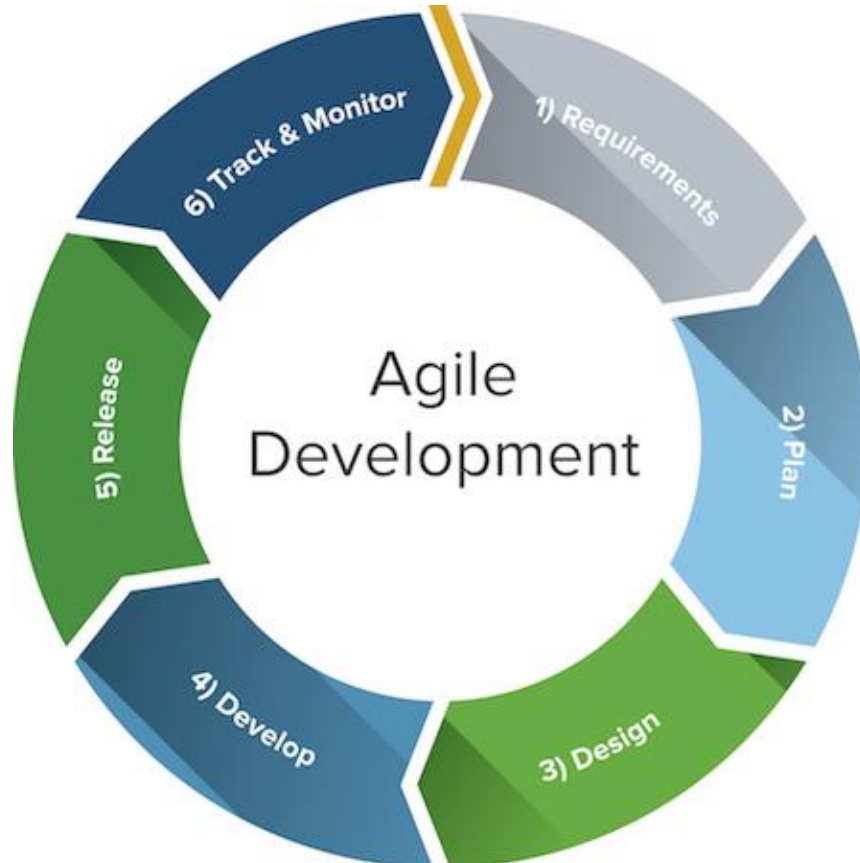 Agile
Development
1) Requirements
2) Plan
3) Design
4) Develop
5) Release
6) Track & Monitor